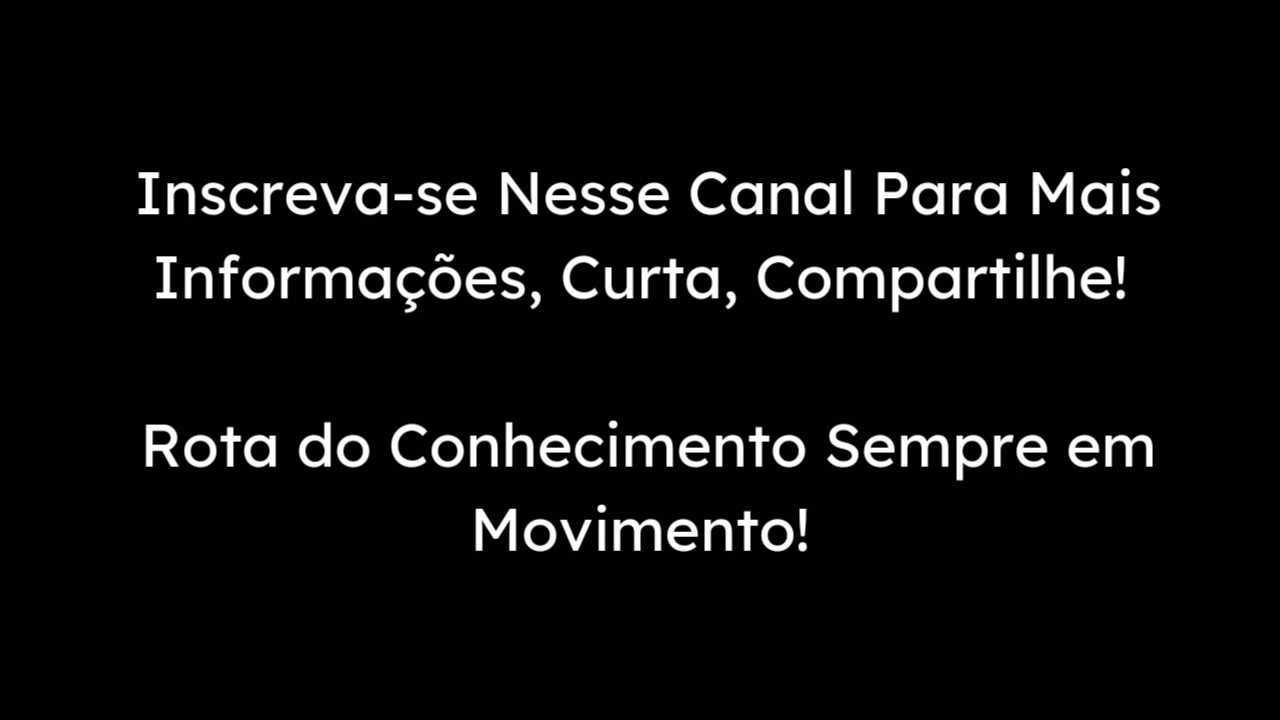 Inscreva-se Nesse Canal Para Mais
Informações, Curta, Compartilhe!
Rota do Conhecimento Sempre em
Movimento!